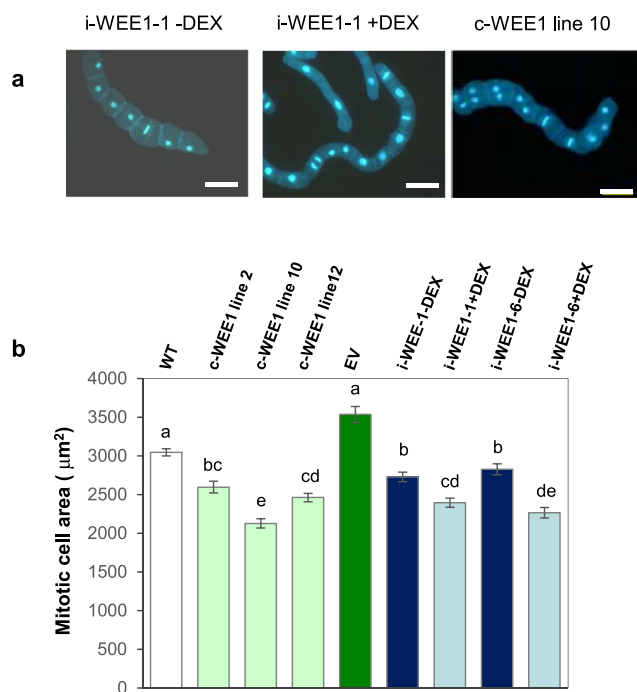 i-WEE1-1 -DEX
i-WEE1-1 +DEX
c-WEE1 line 10
a
b
WT
c-WEE1 line 2
c-WEE1 line 10
c-WEE1 line12
EV
i-WEE-1-DEX
i-WEE1-1+DEX
i-WEE1-6-DEX
i-WEE1-6+DEX
Mitotic cell area ( μm²)
4000
3500
3000
2500
2000
1500
1000
500
0
a
bc
e
cd
a
b
cd
b
de